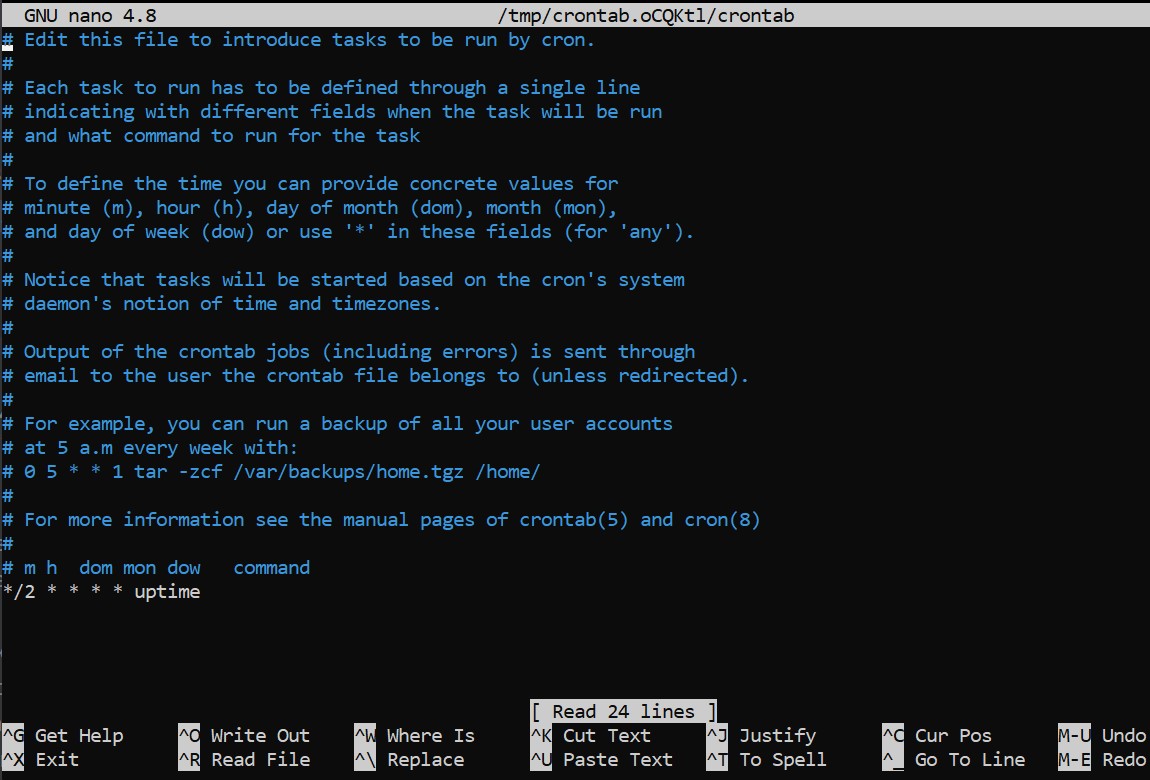 GNU nano 4.8 /tmp/crontab.oCQKtl/crontab
# Edit this file to introduce tasks to be run by cron.
#
# Each task to run has to be defined through a single line
# indicating with different fields when the task will be run
# and what command to run for the task
#
# To define the time you can provide concrete values for
# minute (m), hour (h), day of month (dom), month (mon),
# and day of week (dow) or use '*' in these fields (for 'any').
#
# Notice that tasks will be started based on the cron's system
# daemon's notion of time and timezones.
#
# Output of the crontab jobs (including errors) is sent through
# email to the user the crontab file belongs to (unless redirected).
#
# For example, you can run a backup of all your user accounts
# at 5 a.m every week with:
# 0 5 * * 1 tar -zcf /var/backups/home.tgz /home/
#
# For more information see the manual pages of crontab(5) and cron(8)
#
# m h  dom mon dow   command
*/2 * * * * uptime
[ Read 24 lines ]
^G Get Help ^O Write Out ^W Where Is ^K Cut Text ^J Justify ^C Cur Pos M-U Undo
^X Exit ^R Read File ^\ Replace ^U Paste Text ^T To Spell ^_ Go To Line M-E Redo